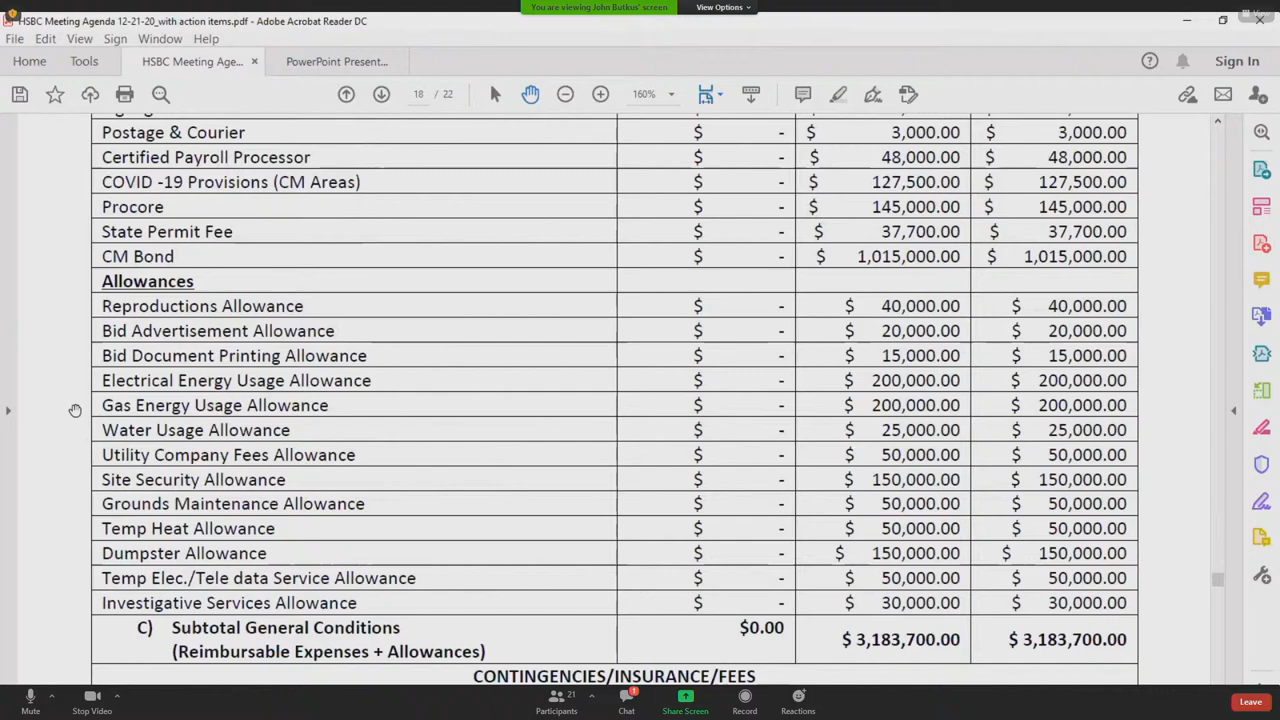 You are viewing John Butkus' screen
View Options
HSBC Meeting Agenda 12-21-20_with action items.pdf - Adobe Acrobat Reader DC
File Edit View Sign Window Help
Home Tools HSBC Meeting Age... × PowerPoint Present... Sign In
18 / 22 160%
Postage & Courier $ - $ 3,000.00 $ 3,000.00
Certified Payroll Processor $ - $ 48,000.00 $ 48,000.00
COVID -19 Provisions (CM Areas) $ - $ 127,500.00 $ 127,500.00
Procore $ - $ 145,000.00 $ 145,000.00
State Permit Fee $ - $ 37,700.00 $ 37,700.00
CM Bond $ - $ 1,015,000.00 $ 1,015,000.00
Allowances
Reproductions Allowance $ - $ 40,000.00 $ 40,000.00
Bid Advertisement Allowance $ - $ 20,000.00 $ 20,000.00
Bid Document Printing Allowance $ - $ 15,000.00 $ 15,000.00
Electrical Energy Usage Allowance $ - $ 200,000.00 $ 200,000.00
Gas Energy Usage Allowance $ - $ 200,000.00 $ 200,000.00
Water Usage Allowance $ - $ 25,000.00 $ 25,000.00
Utility Company Fees Allowance $ - $ 50,000.00 $ 50,000.00
Site Security Allowance $ - $ 150,000.00 $ 150,000.00
Grounds Maintenance Allowance $ - $ 50,000.00 $ 50,000.00
Temp Heat Allowance $ - $ 50,000.00 $ 50,000.00
Dumpster Allowance $ - $ 150,000.00 $ 150,000.00
Temp Elec./Tele data Service Allowance $ - $ 50,000.00 $ 50,000.00
Investigative Services Allowance $ - $ 30,000.00 $ 30,000.00
C) Subtotal General Conditions $0.00
(Reimbursable Expenses + Allowances) $ 3,183,700.00 $ 3,183,700.00
CONTINGENCIES/INSURANCE/FEES
21 1
Mute Stop Video Participants Chat Share Screen Record Reactions Leave